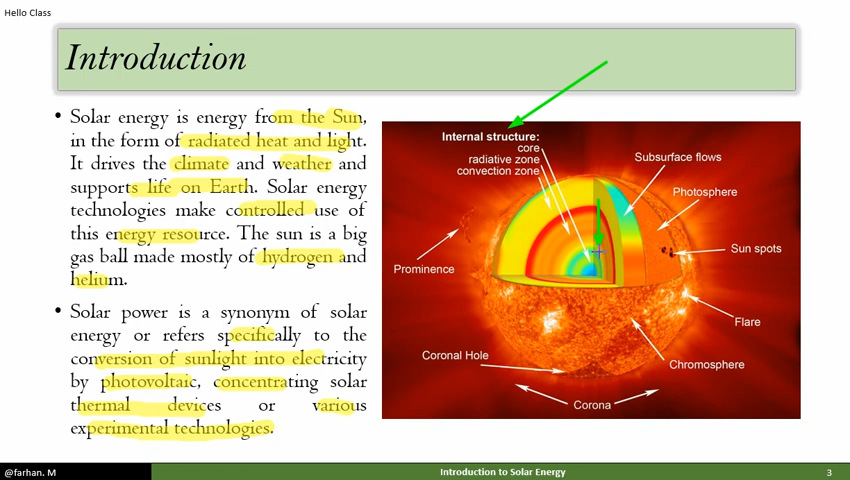 Hello Class
Introduction
• Solar energy is energy from the Sun,
in the form of radiated heat and light.
It drives the climate and weather and
supports life on Earth. Solar energy
technologies make controlled use of
this energy resource. The sun is a big
gas ball made mostly of hydrogen and
helium.
• Solar power is a synonym of solar
energy or refers specifically to the
conversion of sunlight into electricity
by photovoltaic, concentrating solar
thermal devices or various
experimental technologies.
Internal structure:
core
radiative zone
convection zone
Subsurface flows
Photosphere
Sun spots
Prominence
Flare
Coronal Hole
Chromosphere
Corona
@farhan. M
Introduction to Solar Energy
3